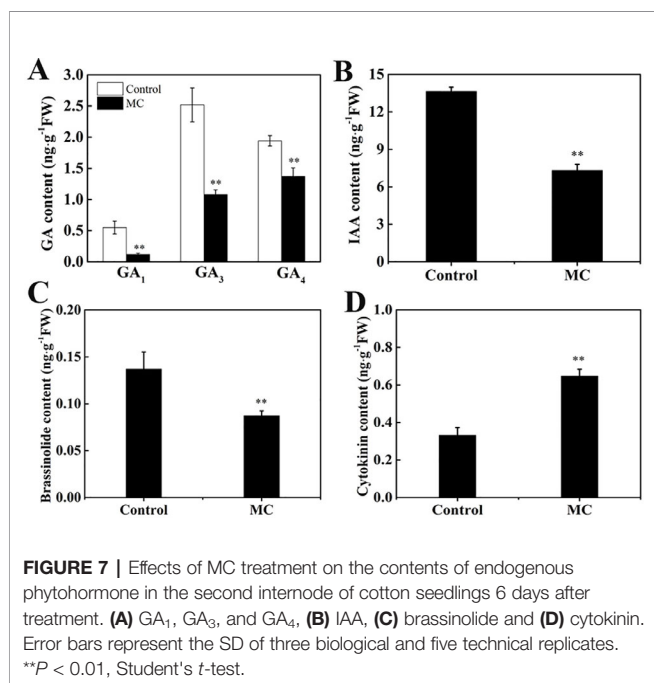 A
B
GA content (ng·g⁻¹FW)
3.0
2.5
2.0
1.5
1.0
0.5
0.0
Control
MC
**
**
**
GA₁ GA₃ GA₄
IAA content (ng·g⁻¹FW)
15
12
9
6
3
0
**
Control MC
C
D
Brassinolide content (ng·g⁻¹FW)
0.20
0.15
0.10
0.05
0.00
**
Control MC
Cytokinin content (ng·g⁻¹FW)
1.0
0.8
0.6
0.4
0.2
0.0
**
Control MC
FIGURE 7 | Effects of MC treatment on the contents of endogenous
phytohormone in the second internode of cotton seedlings 6 days after
treatment. (A) GA₁, GA₃, and GA₄, (B) IAA, (C) brassinolide and (D) cytokinin.
Error bars represent the SD of three biological and five technical replicates.
**P < 0.01, Student's t-test.